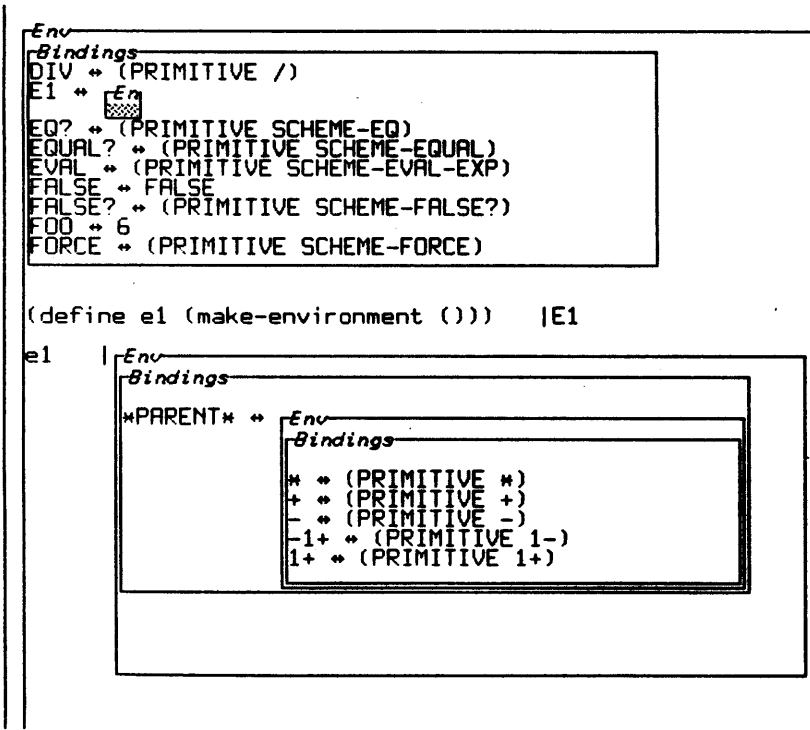 Env
Bindings
DIV ↔ (PRIMITIVE /)
E1 ↔ En
EQ? ↔ (PRIMITIVE SCHEME-EQ)
EQUAL? ↔ (PRIMITIVE SCHEME-EQUAL)
EVAL ↔ (PRIMITIVE SCHEME-EVAL-EXP)
FALSE ↔ FALSE
FALSE? ↔ (PRIMITIVE SCHEME-FALSE?)
FOO ↔ 6
FORCE ↔ (PRIMITIVE SCHEME-FORCE)
(define e1 (make-environment ())) |E1
e1 | Env
Bindings
*PARENT* ↔ Env
Bindings
* ↔ (PRIMITIVE *)
+ ↔ (PRIMITIVE +)
- ↔ (PRIMITIVE -)
-1+ ↔ (PRIMITIVE 1-)
1+ ↔ (PRIMITIVE 1+)